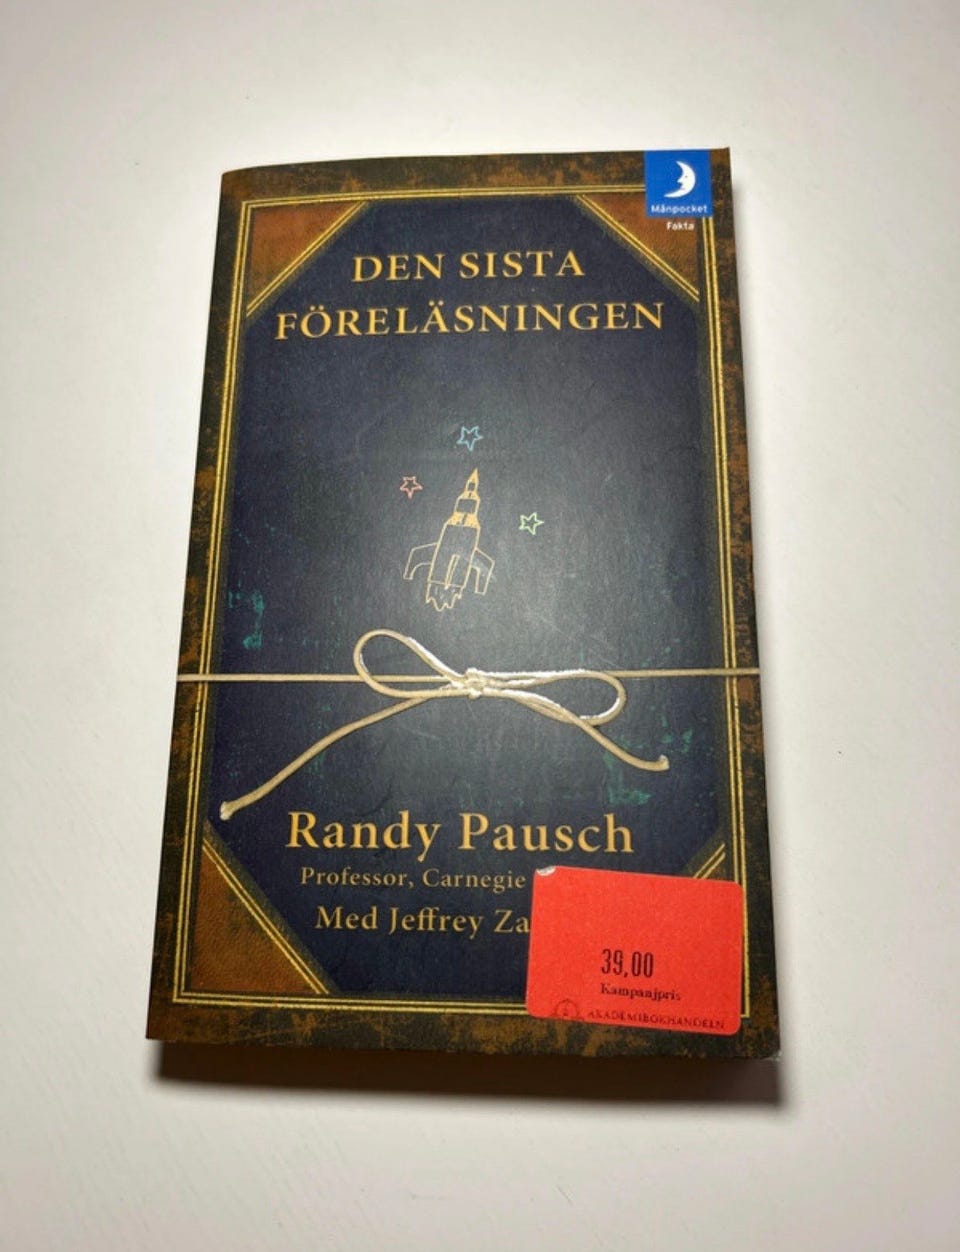 Månpocket
Fakta
DEN SISTA
FÖRELÄSNINGEN
Randy Pausch
Professor, Carnegie
Med Jeffrey Za
39,00
Kampanjpris
AKADEMIBOKHANDELN